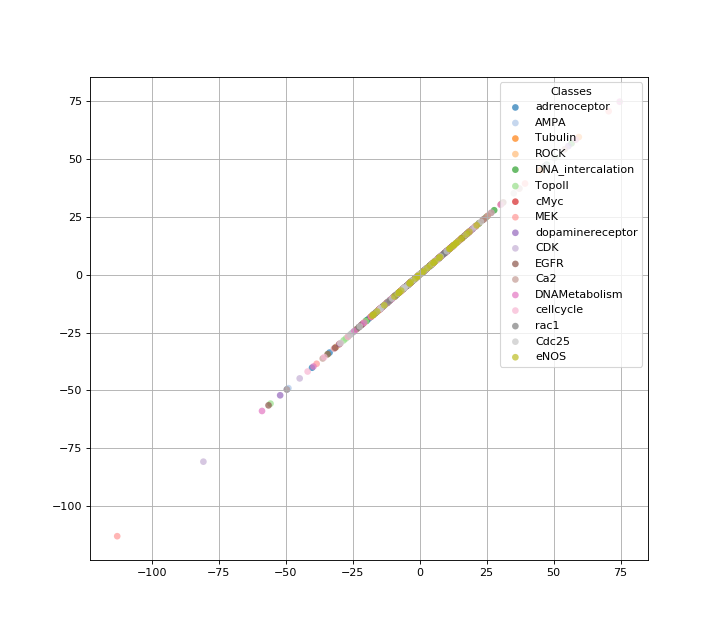 Classes
adrenoceptor
AMPA
Tubulin
ROCK
DNA_intercalation
TopoII
cMyc
MEK
dopaminereceptor
CDK
EGFR
Ca2
DNAMetabolism
cellcycle
rac1
Cdc25
eNOS
75
50
25
0
−25
−50
−75
−100
−100 −75 −50 −25 0 25 50 75